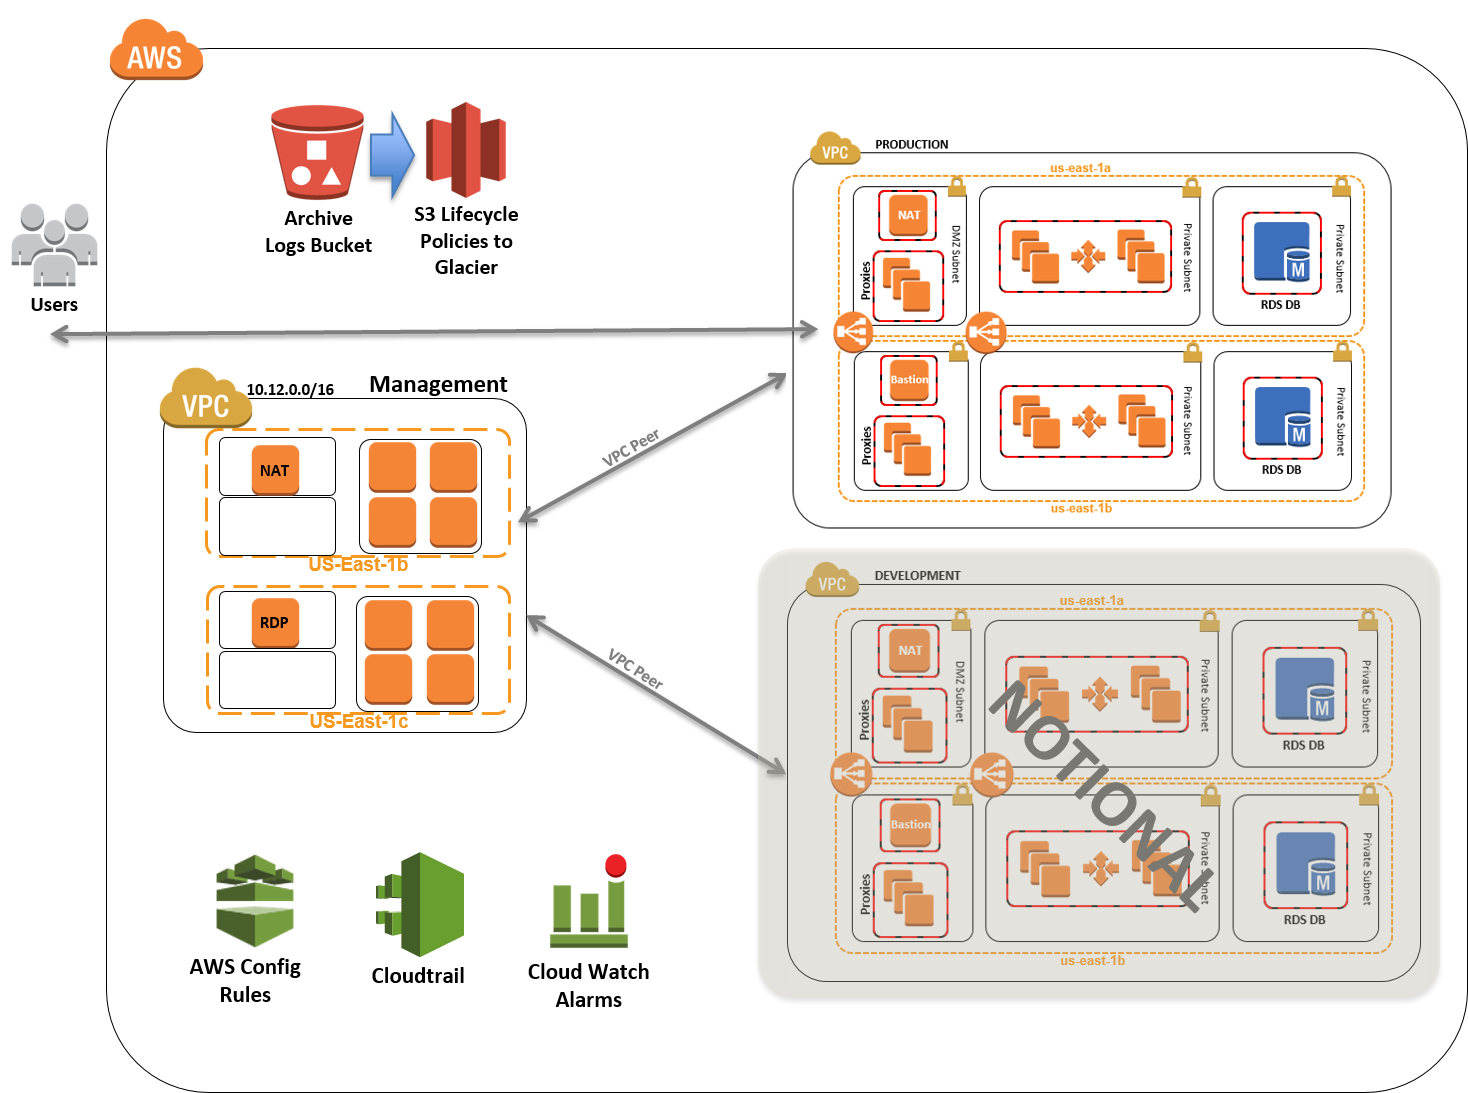 AWS
Archive
Logs Bucket
S3 Lifecycle
Policies to
Glacier
Users
VPC
10.12.0.0/16
Management
NAT
US-East-1b
RDP
US-East-1c
VPC Peer
VPC Peer
VPC
PRODUCTION
us-east-1a
NAT
Proxies
DMZ Subnet
Private Subnet
M
RDS DB
Private Subnet
Bastion
Proxies
Private Subnet
M
RDS DB
Private Subnet
us-east-1b
VPC
DEVELOPMENT
us-east-1a
NAT
Proxies
DMZ Subnet
Private Subnet
M
RDS DB
Private Subnet
NOTIONAL
Bastion
Proxies
Private Subnet
M
RDS DB
Private Subnet
us-east-1b
AWS Config
Rules
Cloudtrail
Cloud Watch
Alarms